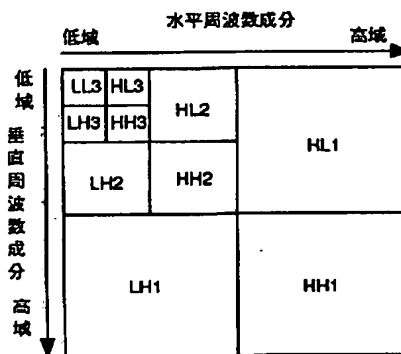 水平周波数成分
低域 高域
低域 垂直周波数成分 高域
LL3 HL3
LH3 HH3
HL2
LH2 HH2
HL1
LH1 HH1